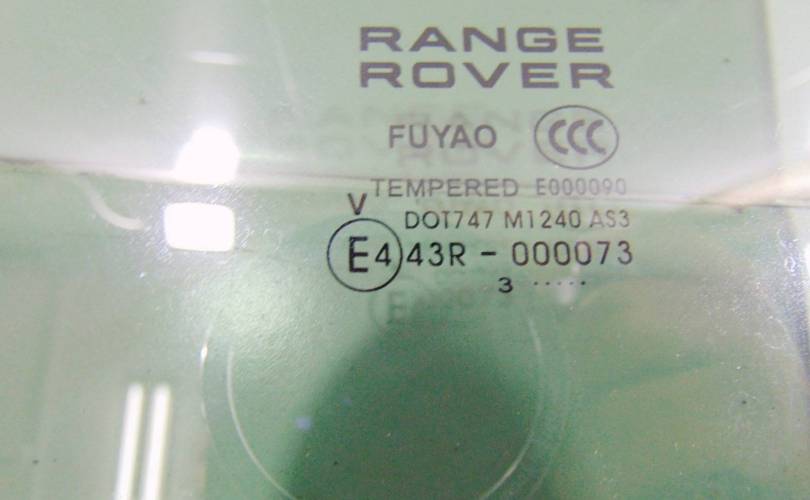 RANGE
ROVER
FUYAO CCC
TEMPERED E000090
V DOT747 M1240 AS3
E4 43R - 000073
3 .....